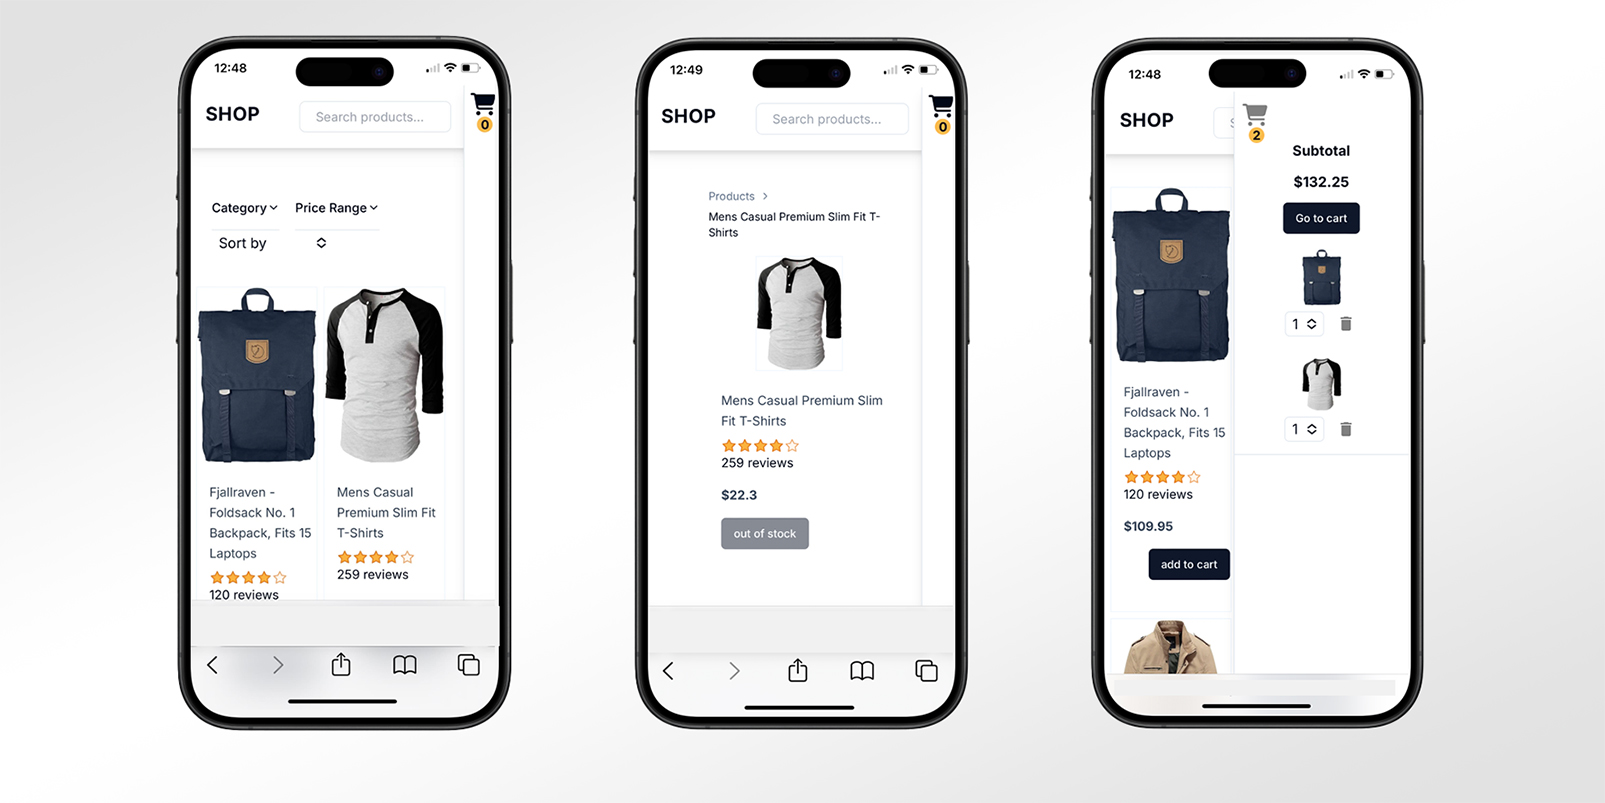 12:48
SHOP
Search products...
0
Category
Price Range
Sort by
Fjallraven -
Foldsack No. 1
Backpack, Fits 15
Laptops
120 reviews
Mens Casual
Premium Slim Fit
T-Shirts
259 reviews
12:49
SHOP
Search products...
0
Products >
Mens Casual Premium Slim Fit T-
Shirts
Mens Casual Premium Slim
Fit T-Shirts
259 reviews
$22.3
out of stock
12:48
SHOP
S
2
Subtotal
$132.25
Go to cart
1
1
Fjallraven -
Foldsack No. 1
Backpack, Fits 15
Laptops
120 reviews
$109.95
add to cart